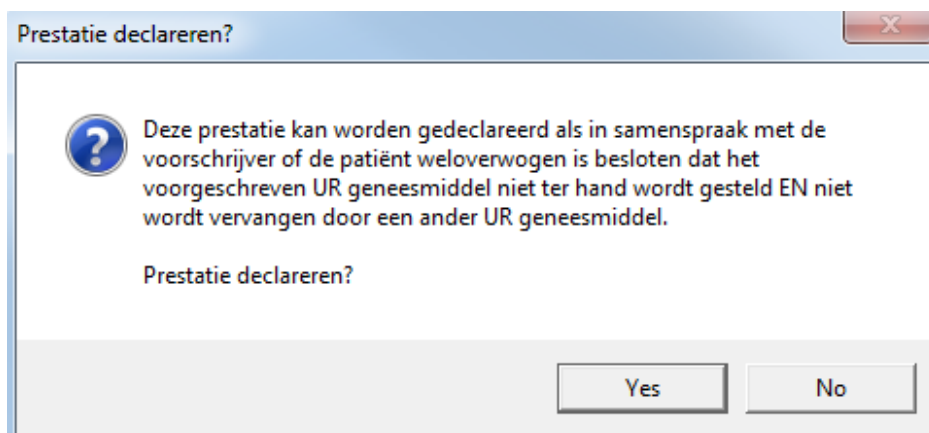 Prestatie declareren?
Deze prestatie kan worden gedeclareerd als in samenspraak met de
voorschrijver of de patiënt weloverwogen is besloten dat het
voorgeschreven UR geneesmiddel niet ter hand wordt gesteld EN niet
wordt vervangen door een ander UR geneesmiddel.
Prestatie declareren?
Yes
No